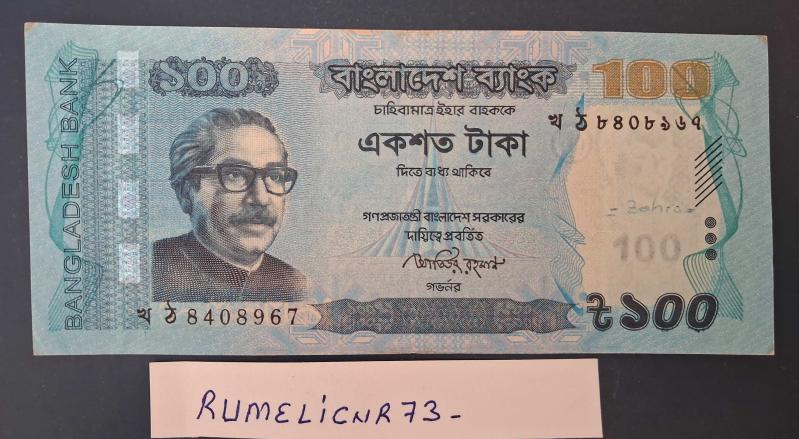 BANGLADESH BANK
১০০
বাংলাদেশ ব্যাংক
100
চাহিবামাত্র ইহার বাহককে
খ ঠ ৮৪০৮৯৬৭
একশত টাকা
দিতে বাধ্য থাকিবে
গণপ্রজাতন্ত্রী বাংলাদেশ সরকারের
দায়িত্বে প্রবর্তিত
100
গভর্নর
খ ঠ 8408967
৳১০০
RUMELiCNR73-